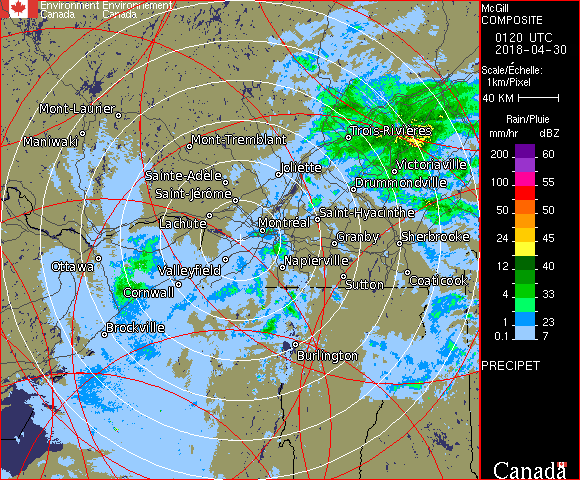 Environment Environnement
Canada Canada
McGill
COMPOSITE
0120 UTC
2018-04-30
Scale/Échelle:
1km/Pixel
40 KM
Rain/Pluie
mm/hr dBZ
200 60
100 55
50 50
24 45
12 40
4 33
1 23
0.1 7
PRECIPET
Canada
Mont-Laurier
Maniwaki
Mont-Tremblant
Trois-Rivières
Joliette
Victoriaville
Sainte-Adèle
Drummondville
Saint-Jérôme
Saint-Hyacinthe
Lachute
Montréal
Granby
Sherbrooke
Ottawa
Valleyfield
Napierville
Sutton
Coaticook
Cornwall
Brockville
Burlington